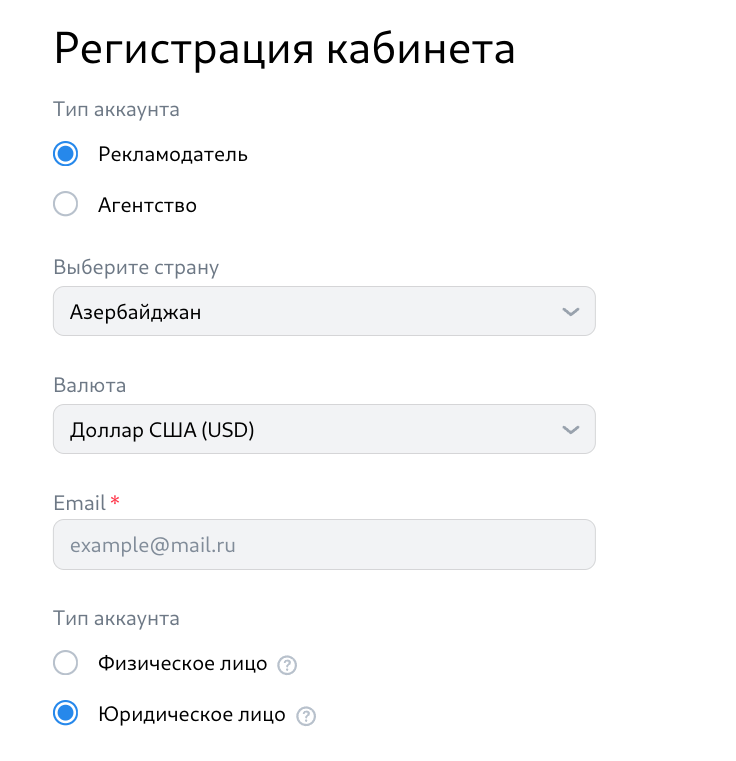 Регистрация кабинета
Тип аккаунта
Рекламодатель
Агентство
Выберите страну
Азербайджан
Валюта
Доллар США (USD)
Email *
example@mail.ru
Тип аккаунта
Физическое лицо ?
Юридическое лицо ?